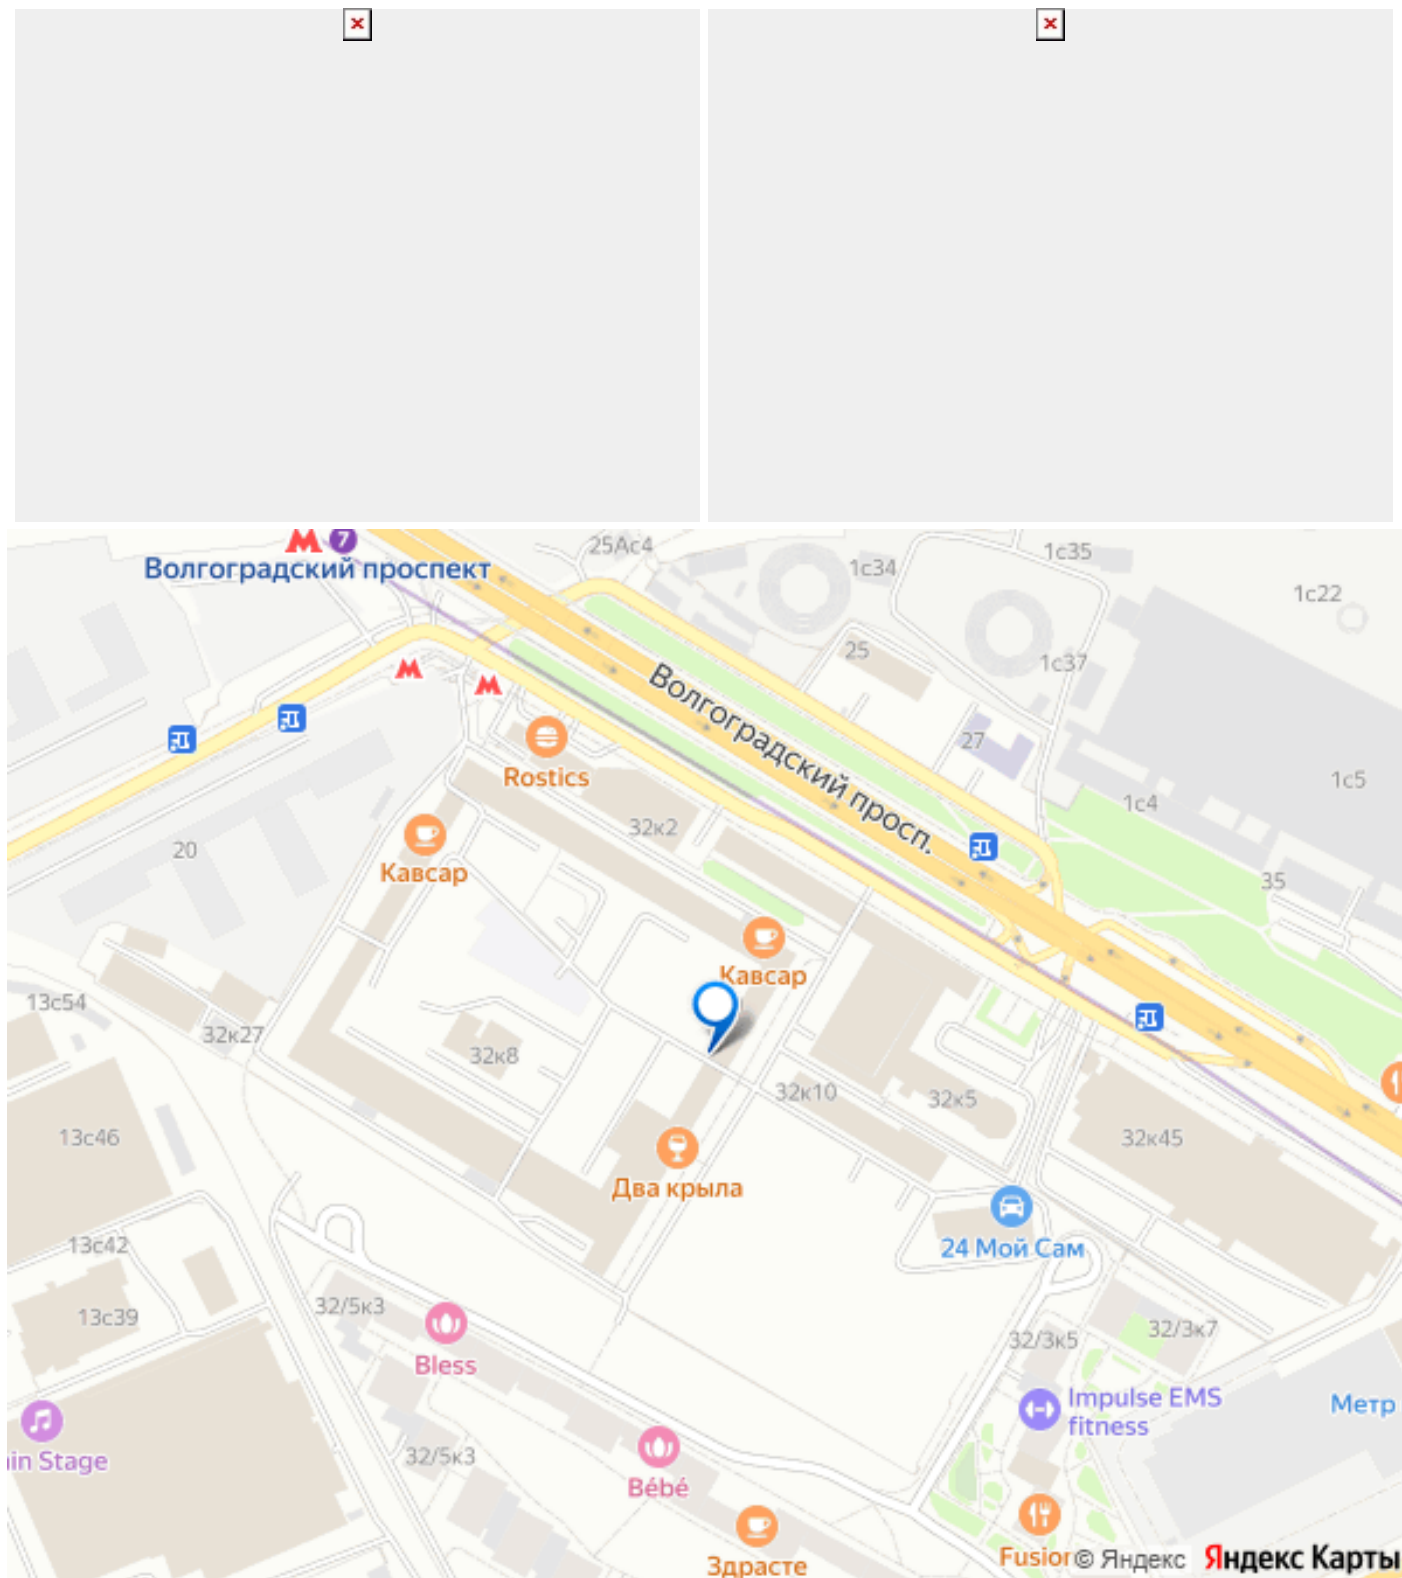 7
Волгоградский проспект
25Ас4
1с34
1с35
1с22
25
1с37
Волгоградский просп.
27
1с5
1с4
Rostics
32к2
20
Кавсар
35
Кавсар
13с54
32к27
32к8
32к10
32к5
13с46
32к45
Два крыла
24 Мой Сам
13с42
32/5к3
13с39
32/3к5
32/3к7
Bless
Impulse EMS
fitness
Метр
in Stage
32/5к3
Bébé
Здрасте
Fusion
© Яндекс
Яндекс Карты